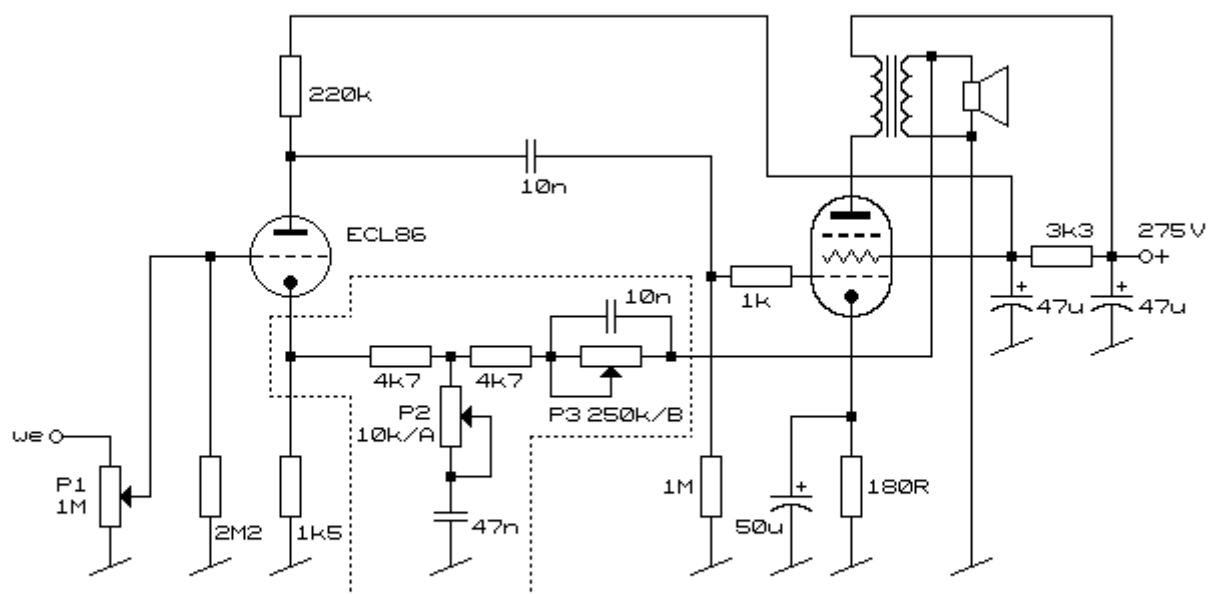 220k
10n
ECL86
3k3
275V
+
1k
10n
+
47u
+
47u
4k7
4k7
P2
10k/A
P3 250k/B
we
P1
1M
2M2
1k5
47n
1M
+
50u
180R